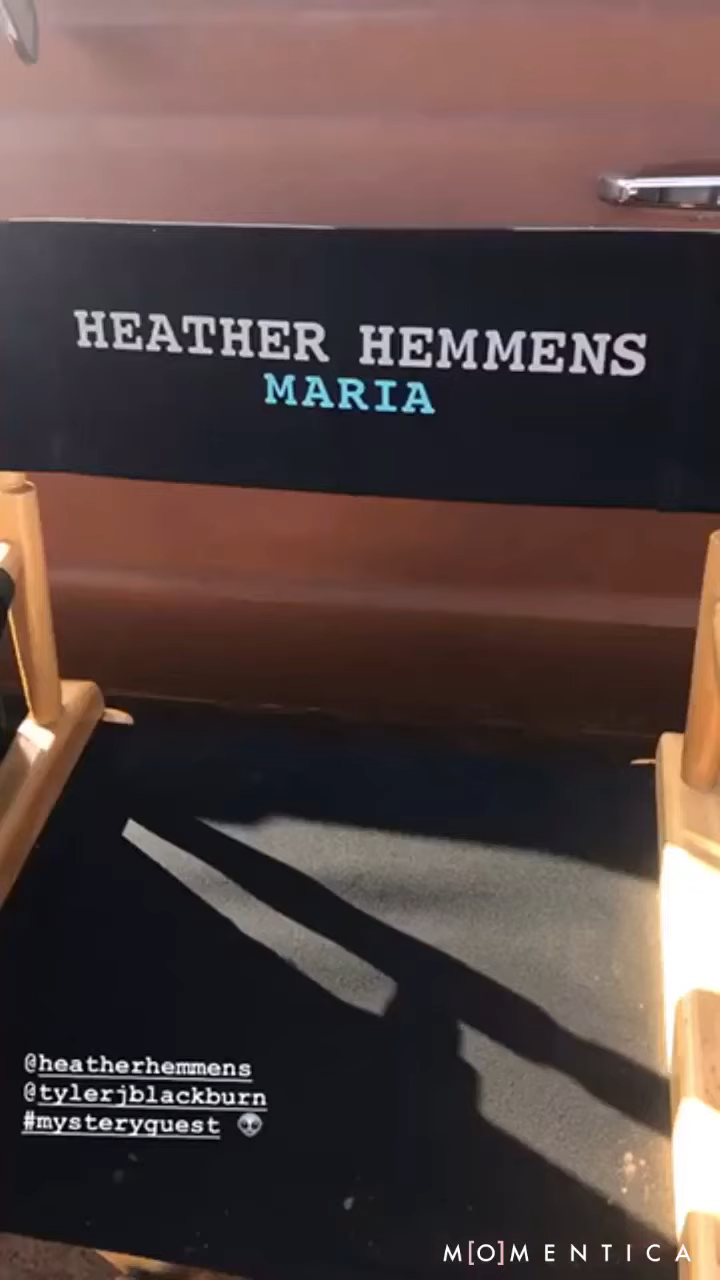 HEATHER HEMMENS
MARIA
@heatherhemmens
@tylerjblackburn
#mysteryguest 👽
M[O]MENTICA